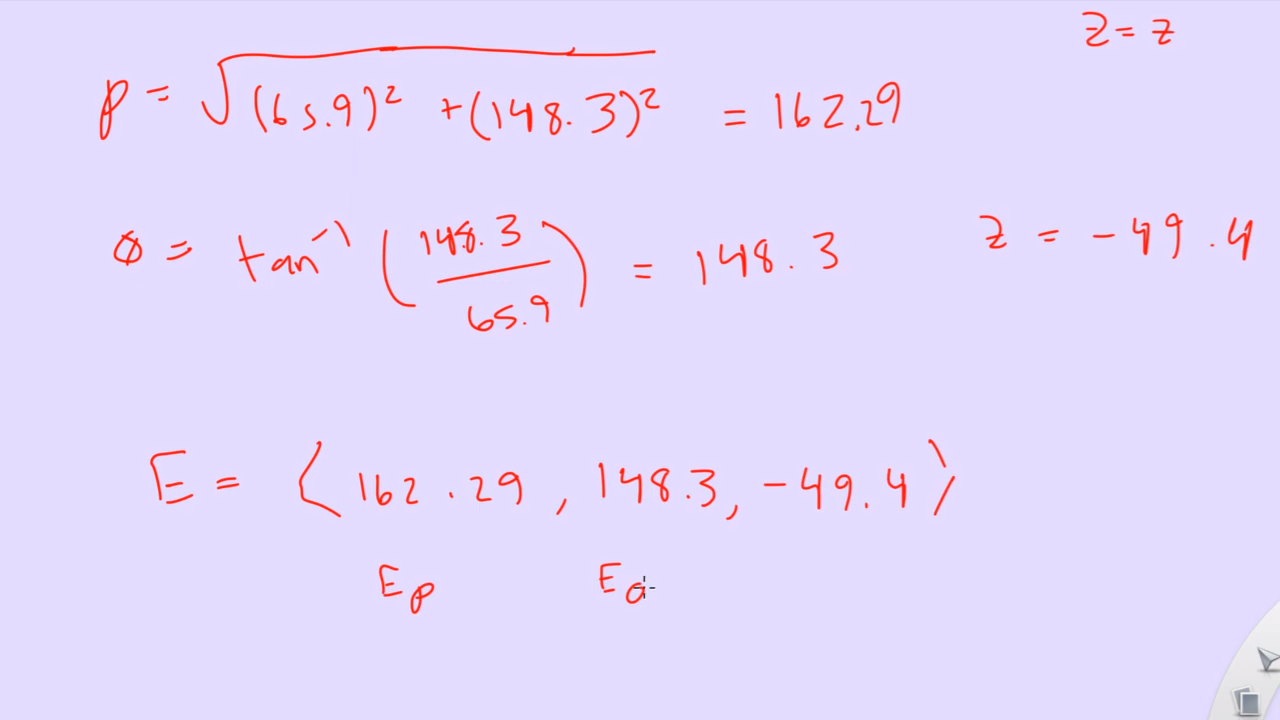 z = z
ρ = √(65.9)² + (148.3)² = 162.29
ø = tan⁻¹ (148.3 / 65.9) = 148.3 z = -49.4
E = ⟨162.29, 148.3, -49.4⟩
Eρ